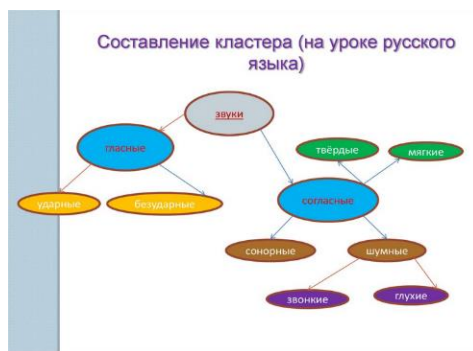 Составление кластера (на уроке русского
языка)
звуки
гласные
твёрдые
мягкие
ударные
безударные
согласные
сонорные
шумные
звонкие
глухие